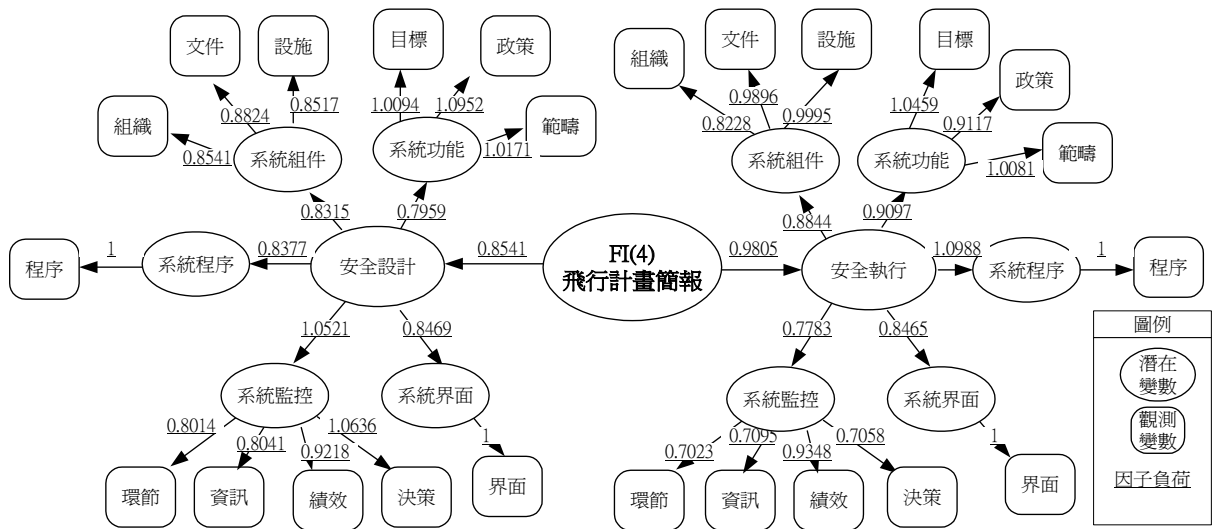 文件
設施
目標
政策
組織
範疇
0.8824
0.8517
0.8541
1.0094
1.0952
1.0171
系統組件
系統功能
0.8315
0.7959
程序
1
系統程序
0.8377
安全設計
0.8541
1.0521
0.8469
系統監控
系統界面
0.8014
0.8041
0.9218
1.0636
1
環節
資訊
績效
決策
界面
FI(4)
飛行計畫簡報
組織
文件
設施
目標
政策
範疇
0.8228
0.9896
0.9995
1.0459
0.9117
1.0081
系統組件
系統功能
0.8844
0.9097
0.9805
安全執行
1.0988
系統程序
1
程序
0.7783
0.8465
系統監控
系統界面
0.7023
0.7095
0.9348
0.7058
1
環節
資訊
績效
決策
界面
圖例
潛在
變數
觀測
變數
因子負荷